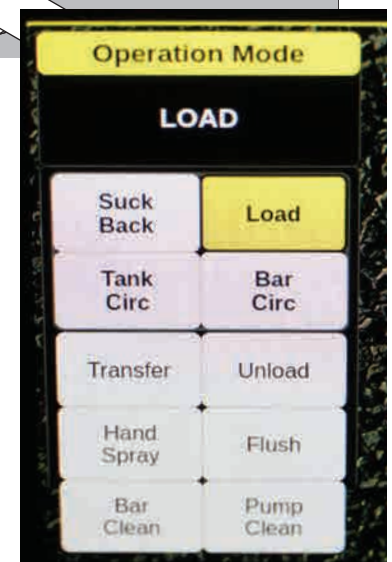 Operation Mode
LOAD
Suck
Back
Load
Tank
Circ
Bar
Circ
Transfer
Unload
Hand
Spray
Flush
Bar
Clean
Pump
Clean